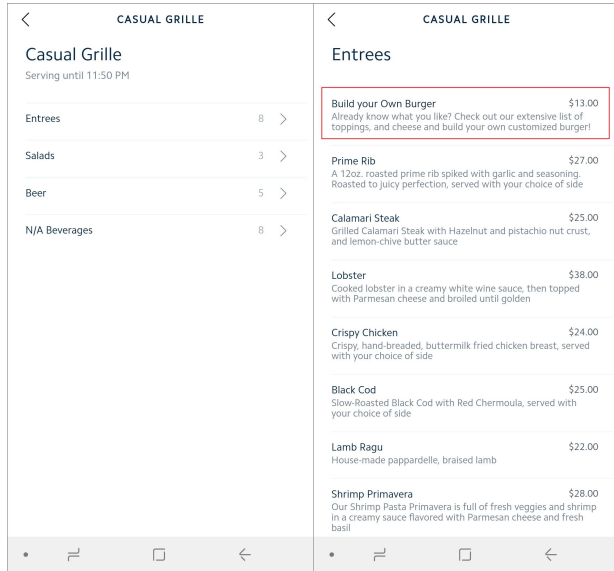 CASUAL GRILLE
Casual Grille
Serving until 11:50 PM
Entrees 8
Salads 3
Beer 5
N/A Beverages 8
CASUAL GRILLE
Entrees
Build your Own Burger $13.00
Already know what you like? Check out our extensive list of
toppings, and cheese and build your own customized burger!
Prime Rib $27.00
A 12oz. roasted prime rib spiked with garlic and seasoning.
Roasted to juicy perfection, served with your choice of side
Calamari Steak $25.00
Grilled Calamari Steak with Hazelnut and pistachio nut crust,
and lemon-chive butter sauce
Lobster $38.00
Cooked lobster in a creamy white wine sauce, then topped
with Parmesan cheese and broiled until golden
Crispy Chicken $24.00
Crispy, hand-breaded, buttermilk fried chicken breast, served
with your choice of side
Black Cod $25.00
Slow-Roasted Black Cod with Red Chermoula, served with
your choice of side
Lamb Ragu $22.00
House-made pappardelle, braised lamb
Shrimp Primavera $28.00
Our Shrimp Pasta Primavera is full of fresh veggies and shrimp
in a creamy sauce flavored with Parmesan cheese and fresh
basil